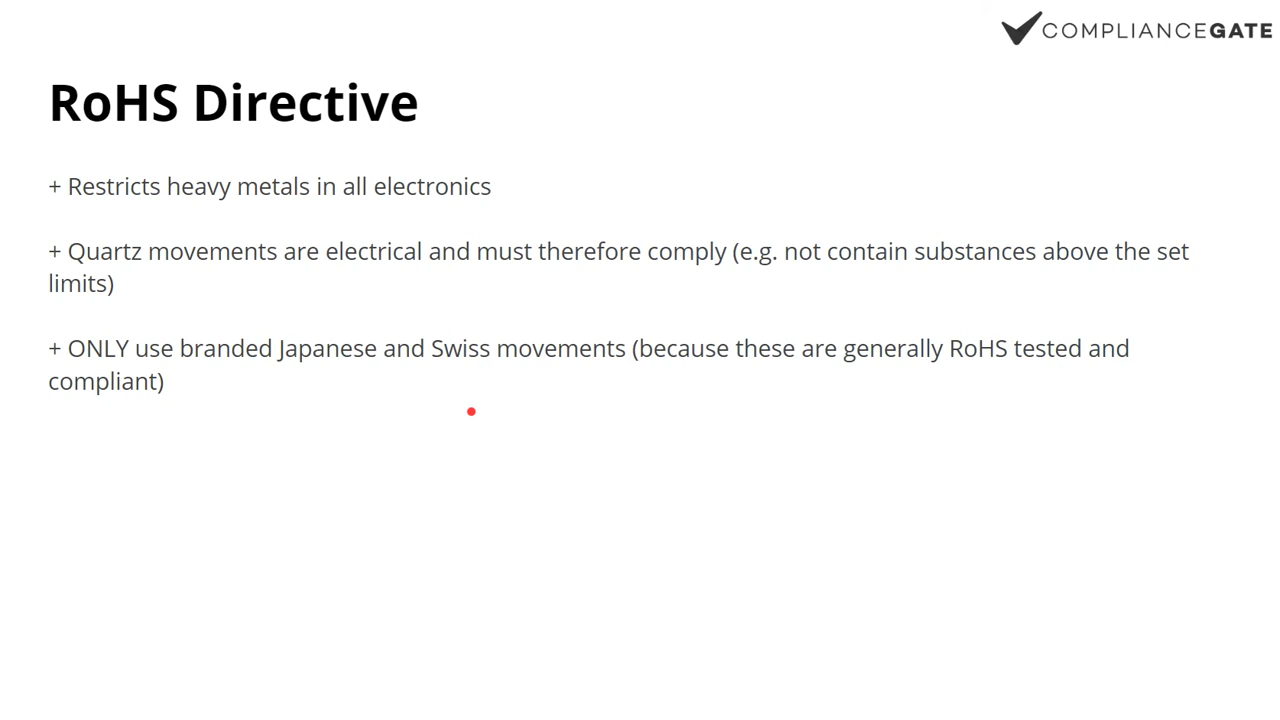 COMPLIANCEGATE
RoHS Directive
+ Restricts heavy metals in all electronics
+ Quartz movements are electrical and must therefore comply (e.g. not contain substances above the set
limits)
+ ONLY use branded Japanese and Swiss movements (because these are generally RoHS tested and
compliant)